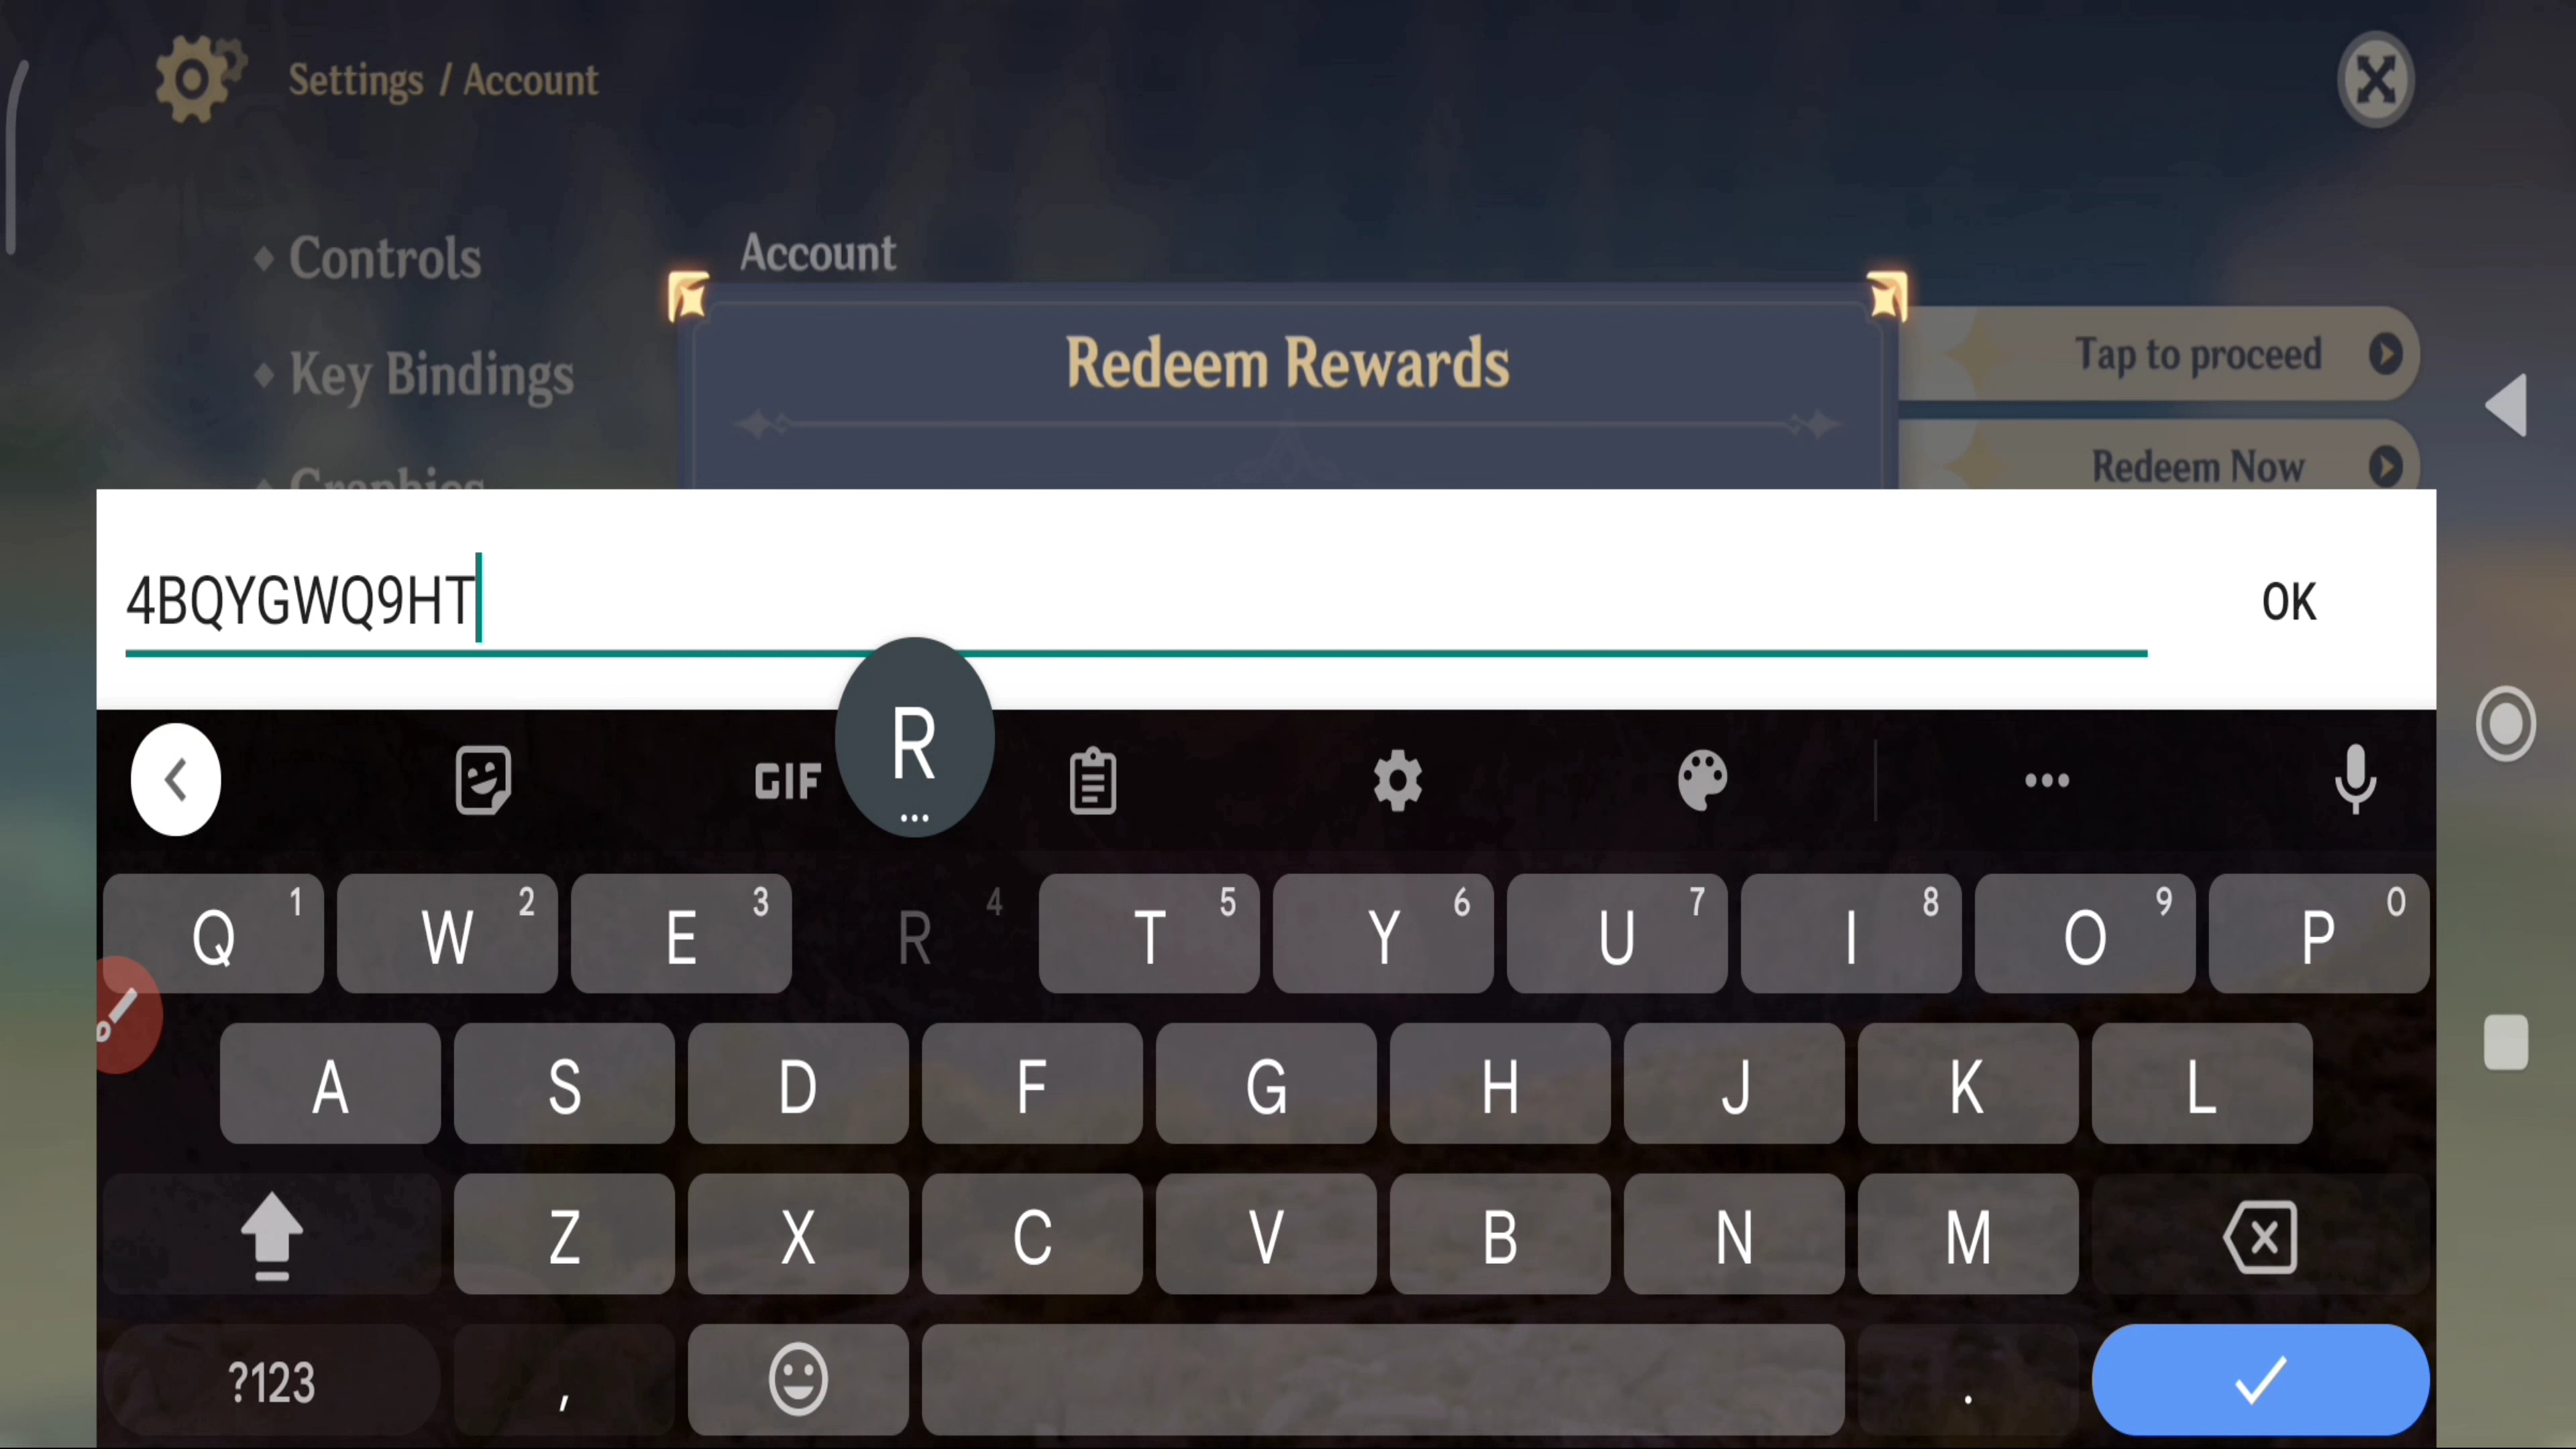 Settings / Account
Controls
Account
Key Bindings
Redeem Rewards
Tap to proceed
Graphics
Redeem Now
4BQYGWQ9HT
OK
R
...
GIF
Q 1 W 2 E 3 R 4 T 5 Y 6 U 7 I 8 O 9 P 0
A S D F G H J K L
Z X C V B N M
?123 , .